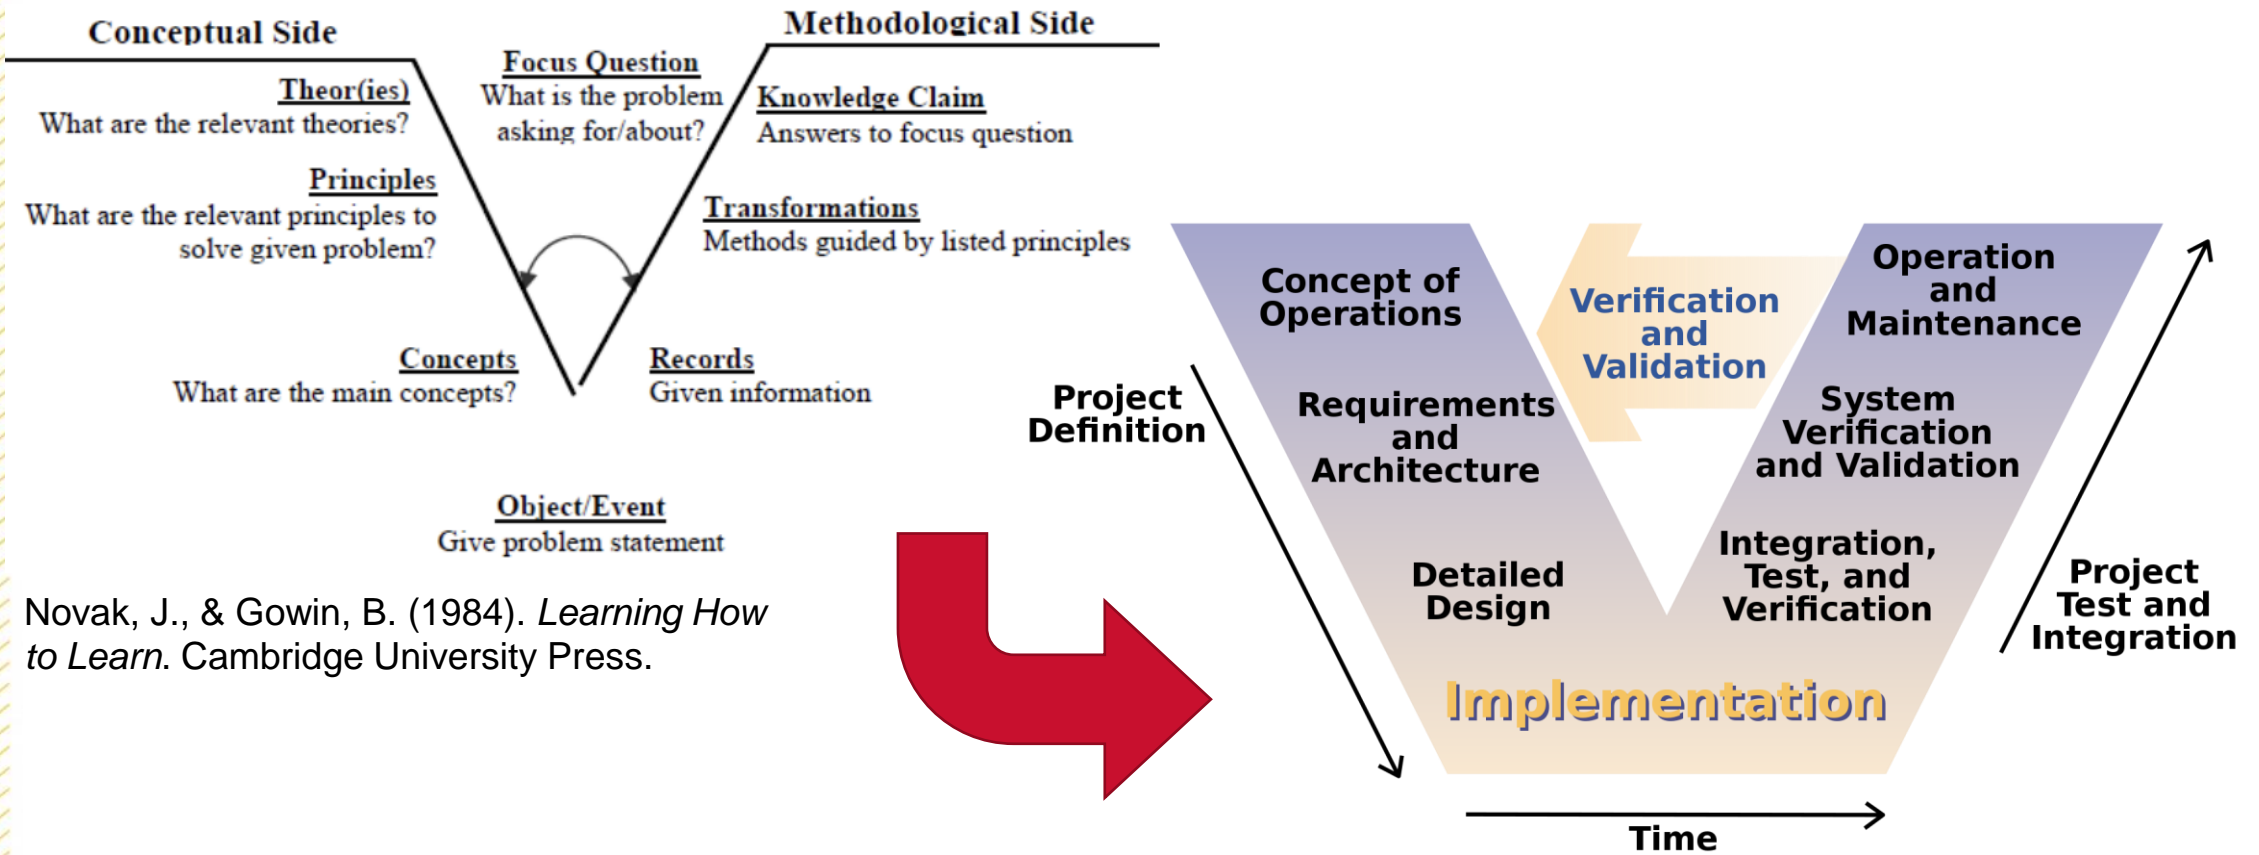 Conceptual Side
Theor(ies)
What are the relevant theories?
Principles
What are the relevant principles to
solve given problem?
Concepts
What are the main concepts?
Focus Question
What is the problem
asking for/about?
Methodological Side
Knowledge Claim
Answers to focus question
Transformations
Methods guided by listed principles
Records
Given information
Object/Event
Give problem statement
Novak, J., & Gowin, B. (1984). Learning How
to Learn. Cambridge University Press.
Project
Definition
Concept of
Operations
Requirements
and
Architecture
Detailed
Design
Verification
and
Validation
Implementation
Operation
and
Maintenance
System
Verification
and Validation
Integration,
Test, and
Verification
Project
Test and
Integration
Time